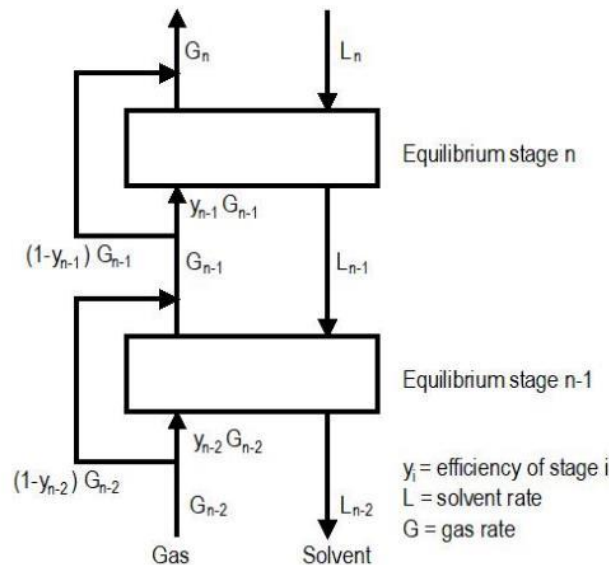 Gₙ
Lₙ
Equilibrium stage n
yₙ₋₁ Gₙ₋₁
(1-yₙ₋₁) Gₙ₋₁
Gₙ₋₁
Lₙ₋₁
Equilibrium stage n-1
yₙ₋₂ Gₙ₋₂
(1-yₙ₋₂) Gₙ₋₂
Gₙ₋₂
Lₙ₋₂
yᵢ = efficiency of stage i
L = solvent rate
G = gas rate
Gas
Solvent